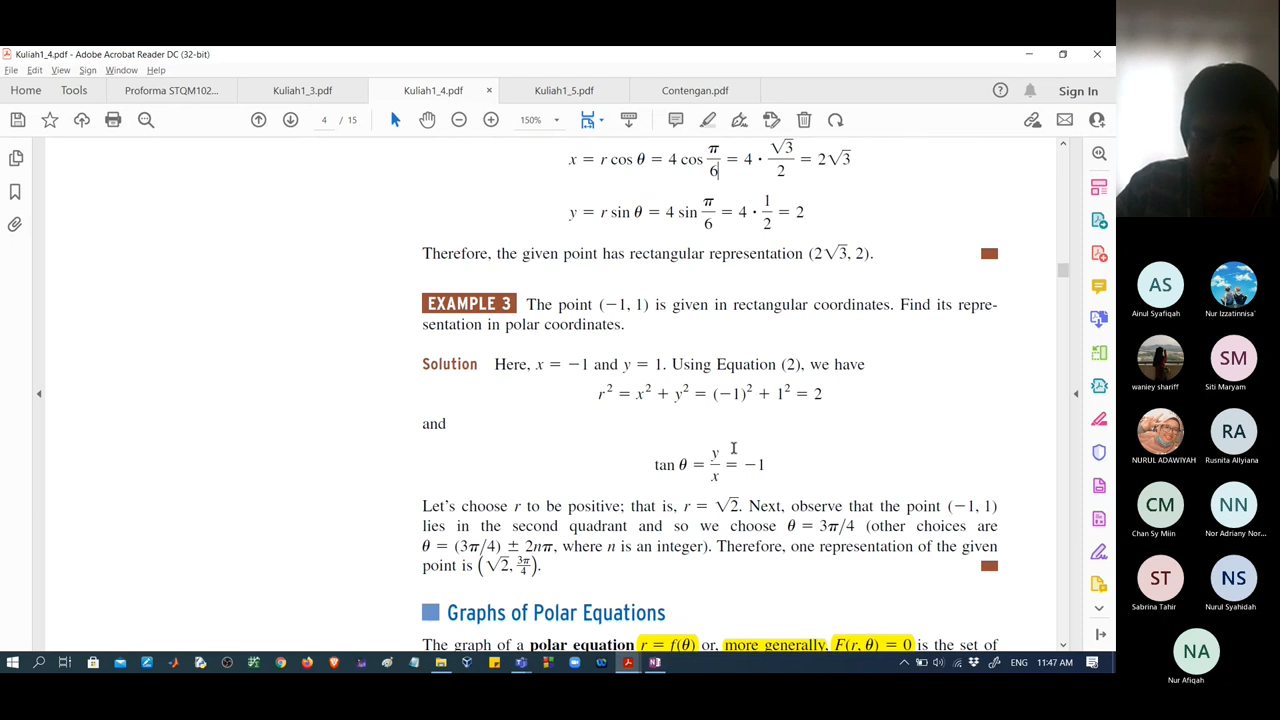 Kuliah1_4.pdf - Adobe Acrobat Reader DC (32-bit)
File Edit View Sign Window Help
Home Tools Proforma STQM102... Kuliah1_3.pdf Kuliah1_4.pdf × Kuliah1_5.pdf Contengan.pdf Sign In
4 / 15 150%
x = r cos θ = 4 cos π/6 = 4 · √3/2 = 2√3
y = r sin θ = 4 sin π/6 = 4 · 1/2 = 2
Therefore, the given point has rectangular representation (2√3, 2).
EXAMPLE 3 The point (−1, 1) is given in rectangular coordinates. Find its repre-
sentation in polar coordinates.
Solution Here, x = −1 and y = 1. Using Equation (2), we have
r² = x² + y² = (−1)² + 1² = 2
and
tan θ = y/x = −1
Let's choose r to be positive; that is, r = √2. Next, observe that the point (−1, 1)
lies in the second quadrant and so we choose θ = 3π/4 (other choices are
θ = (3π/4) ± 2nπ, where n is an integer). Therefore, one representation of the given
point is (√2, 3π/4).
Graphs of Polar Equations
The graph of a polar equation r = f(θ) or, more generally, F(r, θ) = 0 is the set of
ENG 11:47 AM
AS
Ainul Syafiqah
Nur Izzatinnisa'
SM
waniey shariff
Siti Maryam
RA
NURUL ADAWIYAH
Rusnita Allyiana
CM
NN
Chan Sy Miin
Nor Adriany Nor...
ST
NS
Sabrina Tahir
Nurul Syahidah
NA
Nur Afiqah